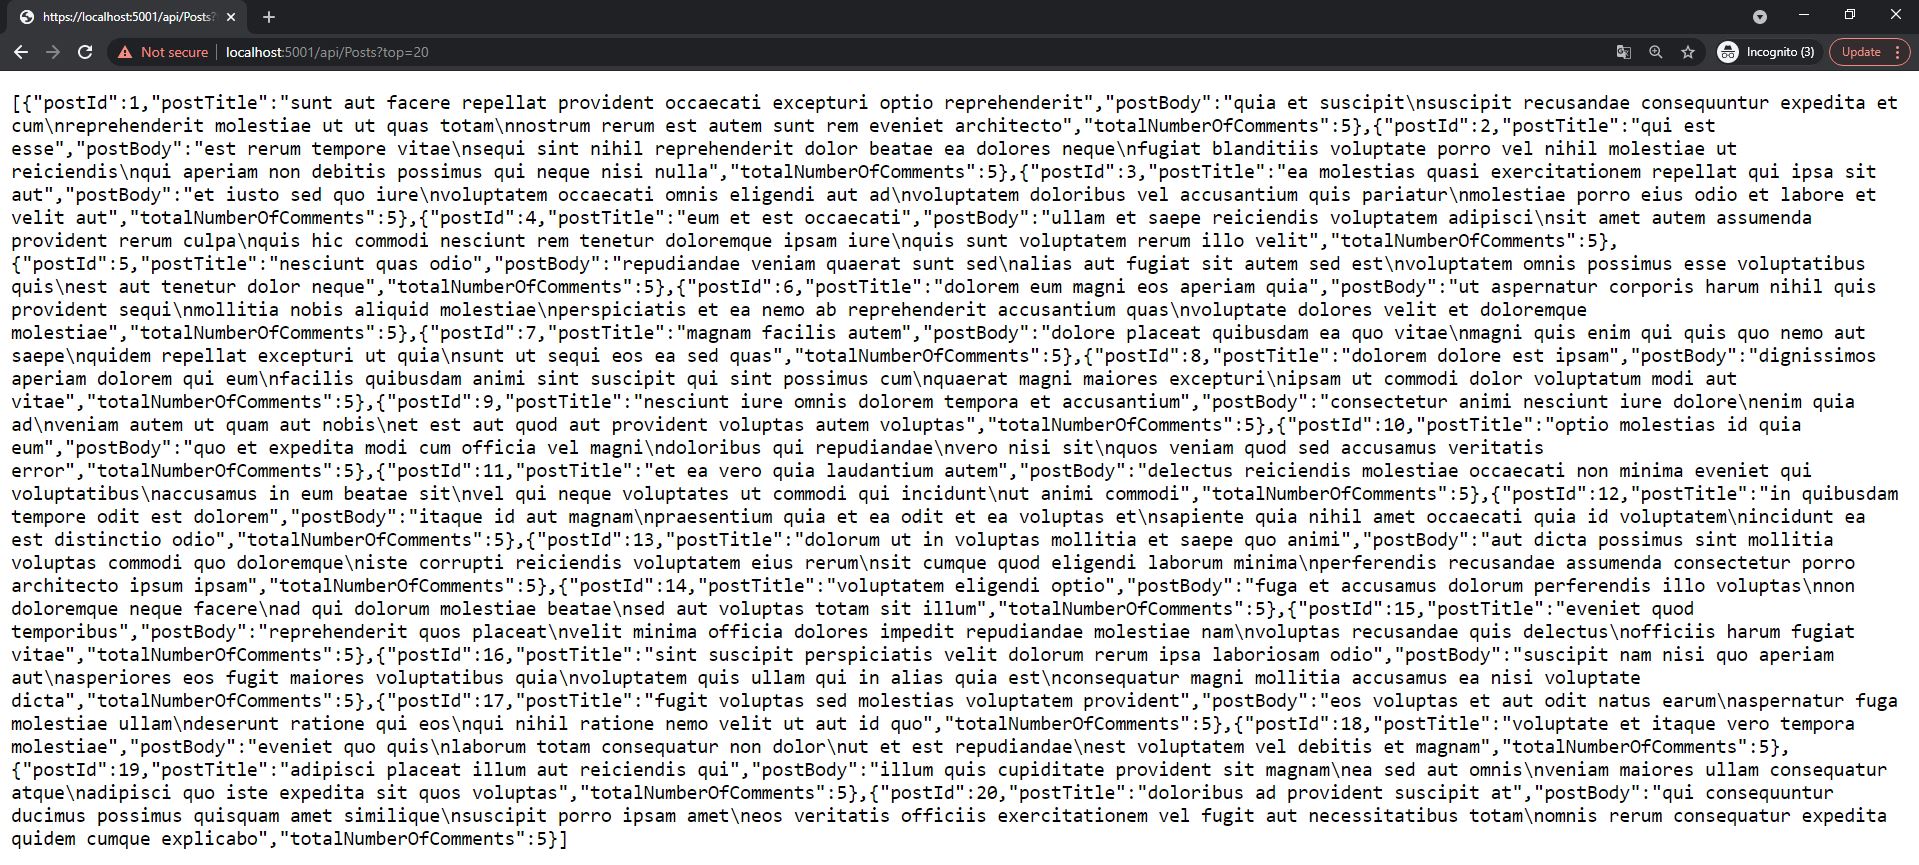 https://localhost:5001/api/Posts?
Not secure localhost:5001/api/Posts?top=20 Incognito (3) Update
[{"postId":1,"postTitle":"sunt aut facere repellat provident occaecati excepturi optio reprehenderit","postBody":"quia et suscipit\nsuscipit recusandae consequuntur expedita et
cum\nreprehenderit molestiae ut ut quas totam\nnostrum rerum est autem sunt rem eveniet architecto","totalNumberOfComments":5},{"postId":2,"postTitle":"qui est
esse","postBody":"est rerum tempore vitae\nsequi sint nihil reprehenderit dolor beatae ea dolores neque\nfugiat blanditiis voluptate porro vel nihil molestiae ut
reiciendis\nqui aperiam non debitis possimus qui neque nisi nulla","totalNumberOfComments":5},{"postId":3,"postTitle":"ea molestias quasi exercitationem repellat qui ipsa sit
aut","postBody":"et iusto sed quo iure\nvoluptatem occaecati omnis eligendi aut ad\nvoluptatem doloribus vel accusantium quis pariatur\nmolestiae porro eius odio et labore et
velit aut","totalNumberOfComments":5},{"postId":4,"postTitle":"eum et est occaecati","postBody":"ullam et saepe reiciendis voluptatem adipisci\nsit amet autem assumenda
provident rerum culpa\nquis hic commodi nesciunt rem tenetur doloremque ipsam iure\nquis sunt voluptatem rerum illo velit","totalNumberOfComments":5},
{"postId":5,"postTitle":"nesciunt quas odio","postBody":"repudiandae veniam quaerat sunt sed\nalias aut fugiat sit autem sed est\nvoluptatem omnis possimus esse voluptatibus
quis\nest aut tenetur dolor neque","totalNumberOfComments":5},{"postId":6,"postTitle":"dolorem eum magni eos aperiam quia","postBody":"ut aspernatur corporis harum nihil quis
provident sequi\nmollitia nobis aliquid molestiae\nperspiciatis et ea nemo ab reprehenderit accusantium quas\nvoluptate dolores velit et doloremque
molestiae","totalNumberOfComments":5},{"postId":7,"postTitle":"magnam facilis autem","postBody":"dolore placeat quibusdam ea quo vitae\nmagni quis enim qui quis quo nemo aut
saepe\nquidem repellat excepturi ut quia\nsunt ut sequi eos ea sed quas","totalNumberOfComments":5},{"postId":8,"postTitle":"dolorem dolore est ipsam","postBody":"dignissimos
aperiam dolorem qui eum\nfacilis quibusdam animi sint suscipit qui sint possimus cum\nquaerat magni maiores excepturi\nipsam ut commodi dolor voluptatum modi aut
vitae","totalNumberOfComments":5},{"postId":9,"postTitle":"nesciunt iure omnis dolorem tempora et accusantium","postBody":"consectetur animi nesciunt iure dolore\nenim quia
ad\nveniam autem ut quam aut nobis\net est aut quod aut provident voluptas autem voluptas","totalNumberOfComments":5},{"postId":10,"postTitle":"optio molestias id quia
eum","postBody":"quo et expedita modi cum officia vel magni\ndoloribus qui repudiandae\nvero nisi sit\nquos veniam quod sed accusamus veritatis
error","totalNumberOfComments":5},{"postId":11,"postTitle":"et ea vero quia laudantium autem","postBody":"delectus reiciendis molestiae occaecati non minima eveniet qui
voluptatibus\naccusamus in eum beatae sit\nvel qui neque voluptates ut commodi qui incidunt\nut animi commodi","totalNumberOfComments":5},{"postId":12,"postTitle":"in quibusdam
tempore odit est dolorem","postBody":"itaque id aut magnam\npraesentium quia et ea odit et ea voluptas et\nsapiente quia nihil amet occaecati quia id voluptatem\nincidunt ea
est distinctio odio","totalNumberOfComments":5},{"postId":13,"postTitle":"dolorum ut in voluptas mollitia et saepe quo animi","postBody":"aut dicta possimus sint mollitia
voluptas commodi quo doloremque\niste corrupti reiciendis voluptatem eius rerum\nsit cumque quod eligendi laborum minima\nperferendis recusandae assumenda consectetur porro
architecto ipsum ipsam","totalNumberOfComments":5},{"postId":14,"postTitle":"voluptatem eligendi optio","postBody":"fuga et accusamus dolorum perferendis illo voluptas\nnon
doloremque neque facere\nad qui dolorum molestiae beatae\nsed aut voluptas totam sit illum","totalNumberOfComments":5},{"postId":15,"postTitle":"eveniet quod
temporibus","postBody":"reprehenderit quos placeat\nvelit minima officia dolores impedit repudiandae molestiae nam\nvoluptas recusandae quis delectus\nofficiis harum fugiat
vitae","totalNumberOfComments":5},{"postId":16,"postTitle":"sint suscipit perspiciatis velit dolorum rerum ipsa laboriosam odio","postBody":"suscipit nam nisi quo aperiam
aut\nasperiores eos fugit maiores voluptatibus quia\nvoluptatem quis ullam qui in alias quia est\nconsequatur magni mollitia accusamus ea nisi voluptate
dicta","totalNumberOfComments":5},{"postId":17,"postTitle":"fugit voluptas sed molestias voluptatem provident","postBody":"eos voluptas et aut odit natus earum\naspernatur fuga
molestiae ullam\ndeserunt ratione qui eos\nqui nihil ratione nemo velit ut aut id quo","totalNumberOfComments":5},{"postId":18,"postTitle":"voluptate et itaque vero tempora
molestiae","postBody":"eveniet quo quis\nlaborum totam consequatur non dolor\nut et est repudiandae\nest voluptatem vel debitis et magnam","totalNumberOfComments":5},
{"postId":19,"postTitle":"adipisci placeat illum aut reiciendis qui","postBody":"illum quis cupiditate provident sit magnam\nea sed aut omnis\nveniam maiores ullam consequatur
atque\nadipisci quo iste expedita sit quos voluptas","totalNumberOfComments":5},{"postId":20,"postTitle":"doloribus ad provident suscipit at","postBody":"qui consequuntur
ducimus possimus quisquam amet similique\nsuscipit porro ipsam amet\neos veritatis officiis exercitationem vel fugit aut necessitatibus totam\nomnis rerum consequatur expedita
quidem cumque explicabo","totalNumberOfComments":5}]